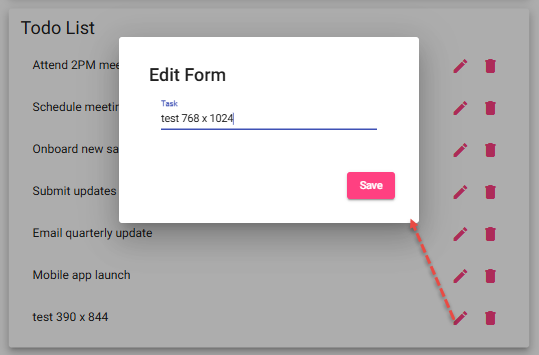 Todo List
Attend 2PM mee
Schedule meetin
Onboard new sa
Submit updates
Email quarterly update
Mobile app launch
test 390 x 844
Edit Form
Task
test 768 x 1024
Save